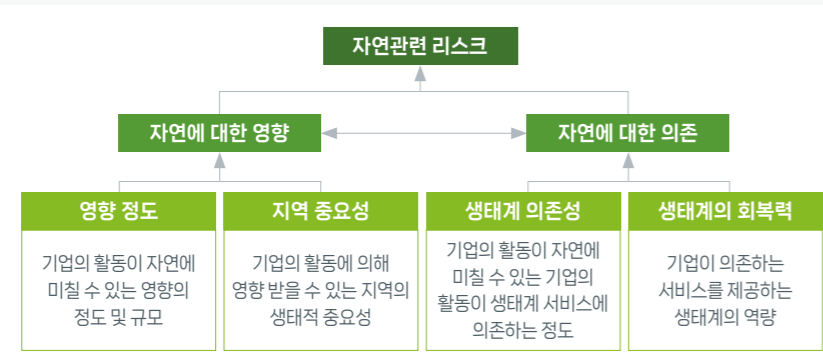 자연관련 리스크
자연에 대한 영향
자연에 대한 의존
영향 정도
기업의 활동이 자연에
미칠 수 있는 영향의
정도 및 규모
지역 중요성
기업의 활동에 의해
영향 받을 수 있는 지역의
생태적 중요성
생태계 의존성
기업의 활동이 자연에
미칠 수 있는 기업의
활동이 생태계 서비스에
의존하는 정도
생태계의 회복력
기업이 의존하는
서비스를 제공하는
생태계의 역량